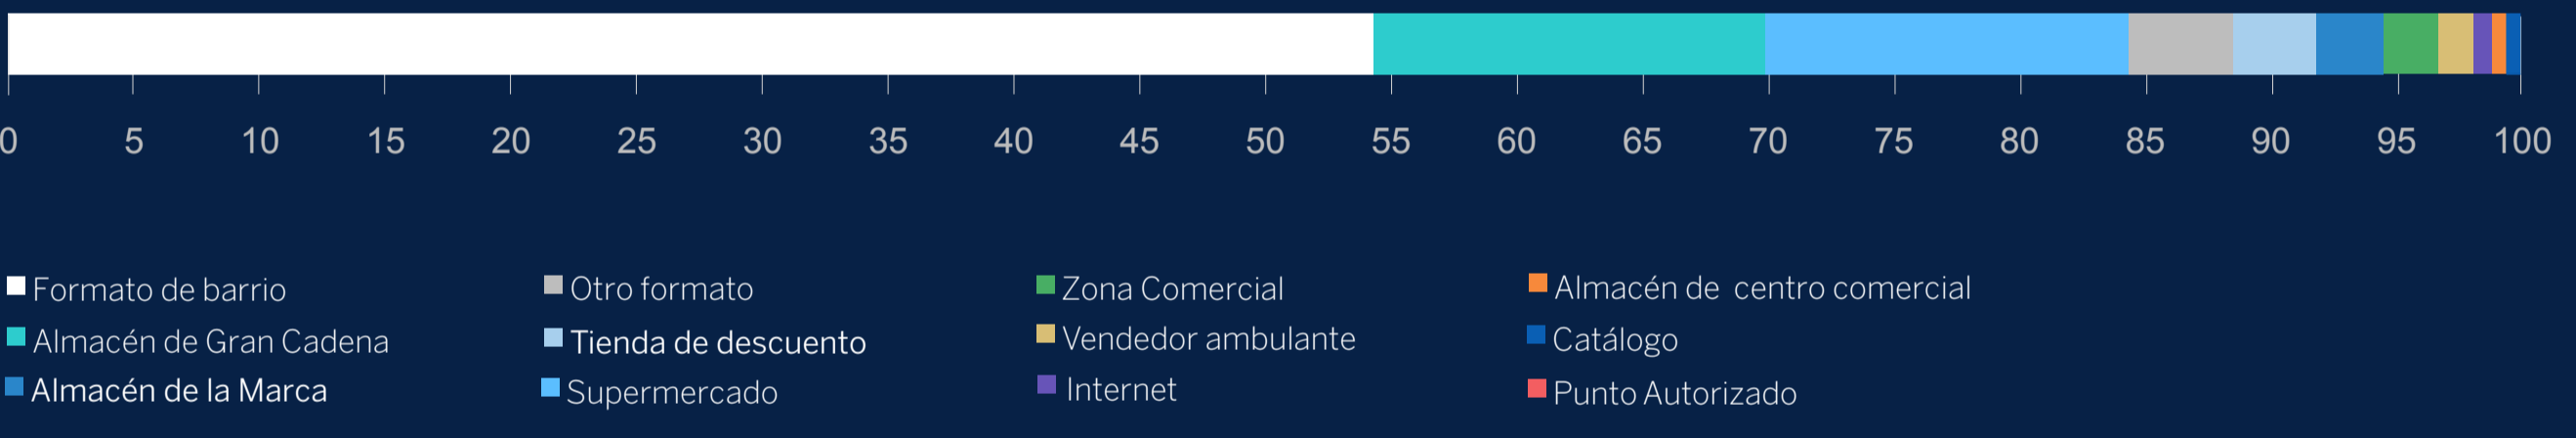 0 5 10 15 20 25 30 35 40 45 50 55 60 65 70 75 80 85 90 95 100
Formato de barrio
Almacén de Gran Cadena
Almacén de la Marca
Otro formato
Tienda de descuento
Supermercado
Zona Comercial
Vendedor ambulante
Internet
Almacén de centro comercial
Catálogo
Punto Autorizado